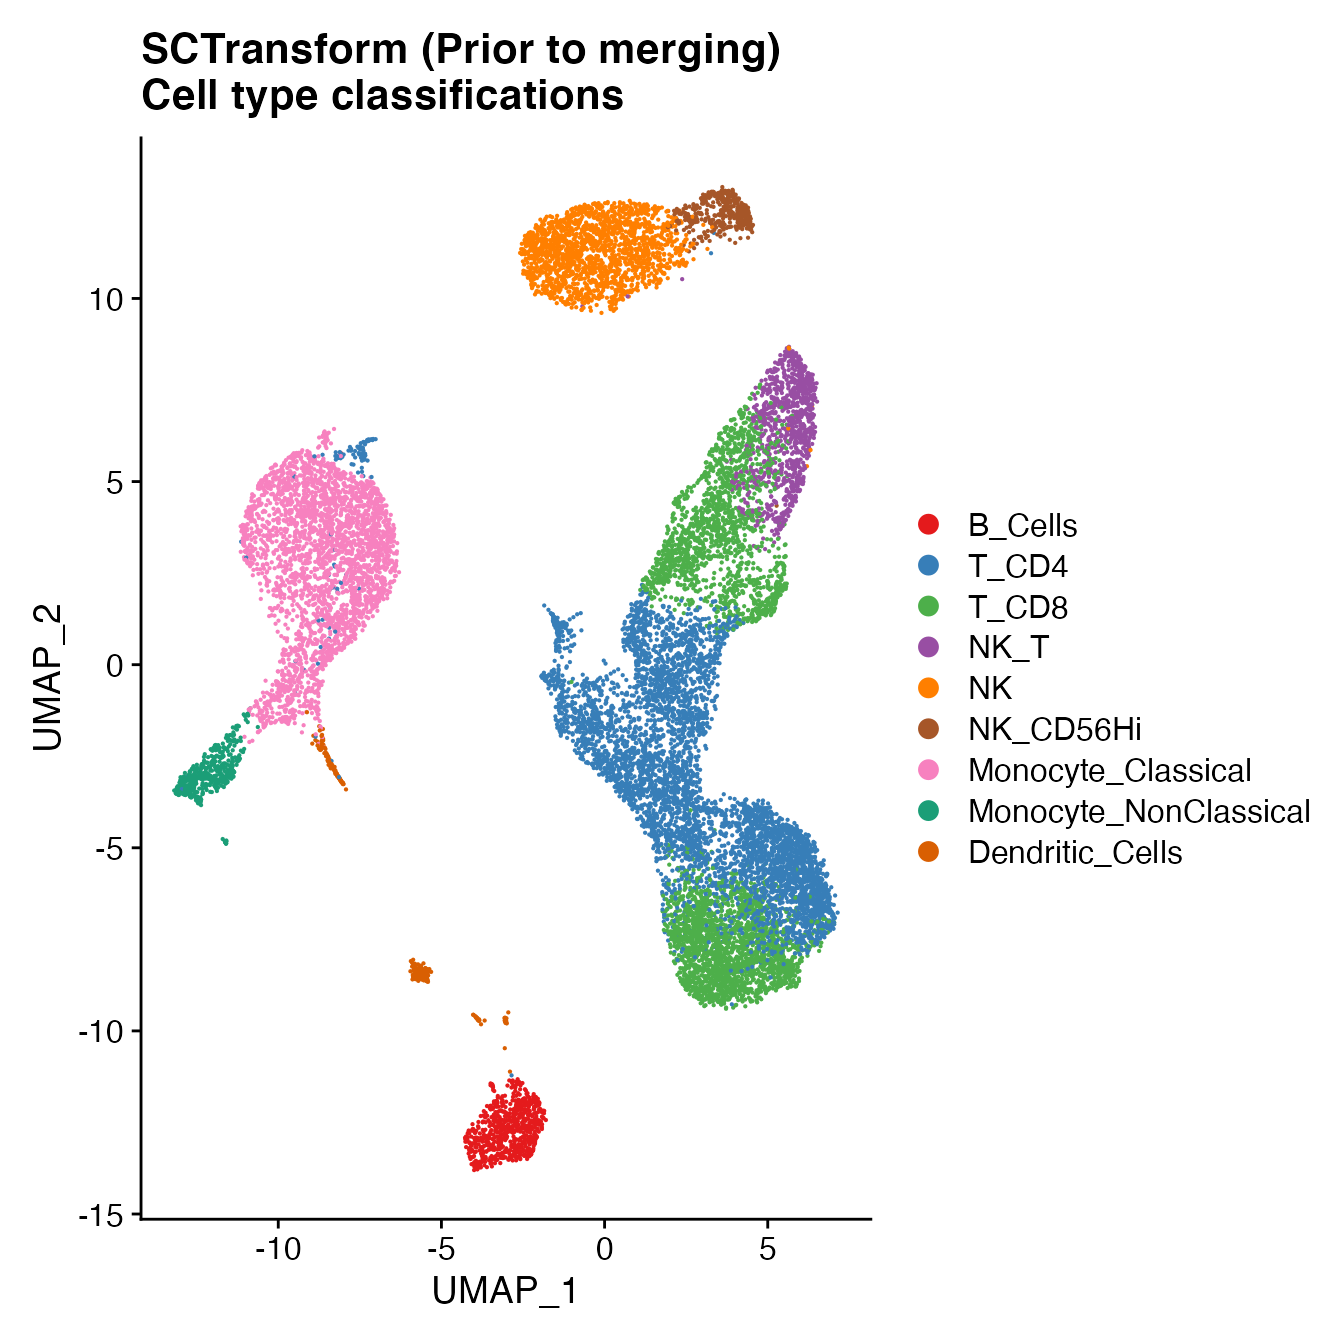 SCTransform (Prior to merging)
Cell type classifications
UMAP_2
10
5
0
-5
-10
-15
-10
-5
0
5
UMAP_1
B_Cells
T_CD4
T_CD8
NK_T
NK
NK_CD56Hi
Monocyte_Classical
Monocyte_NonClassical
Dendritic_Cells